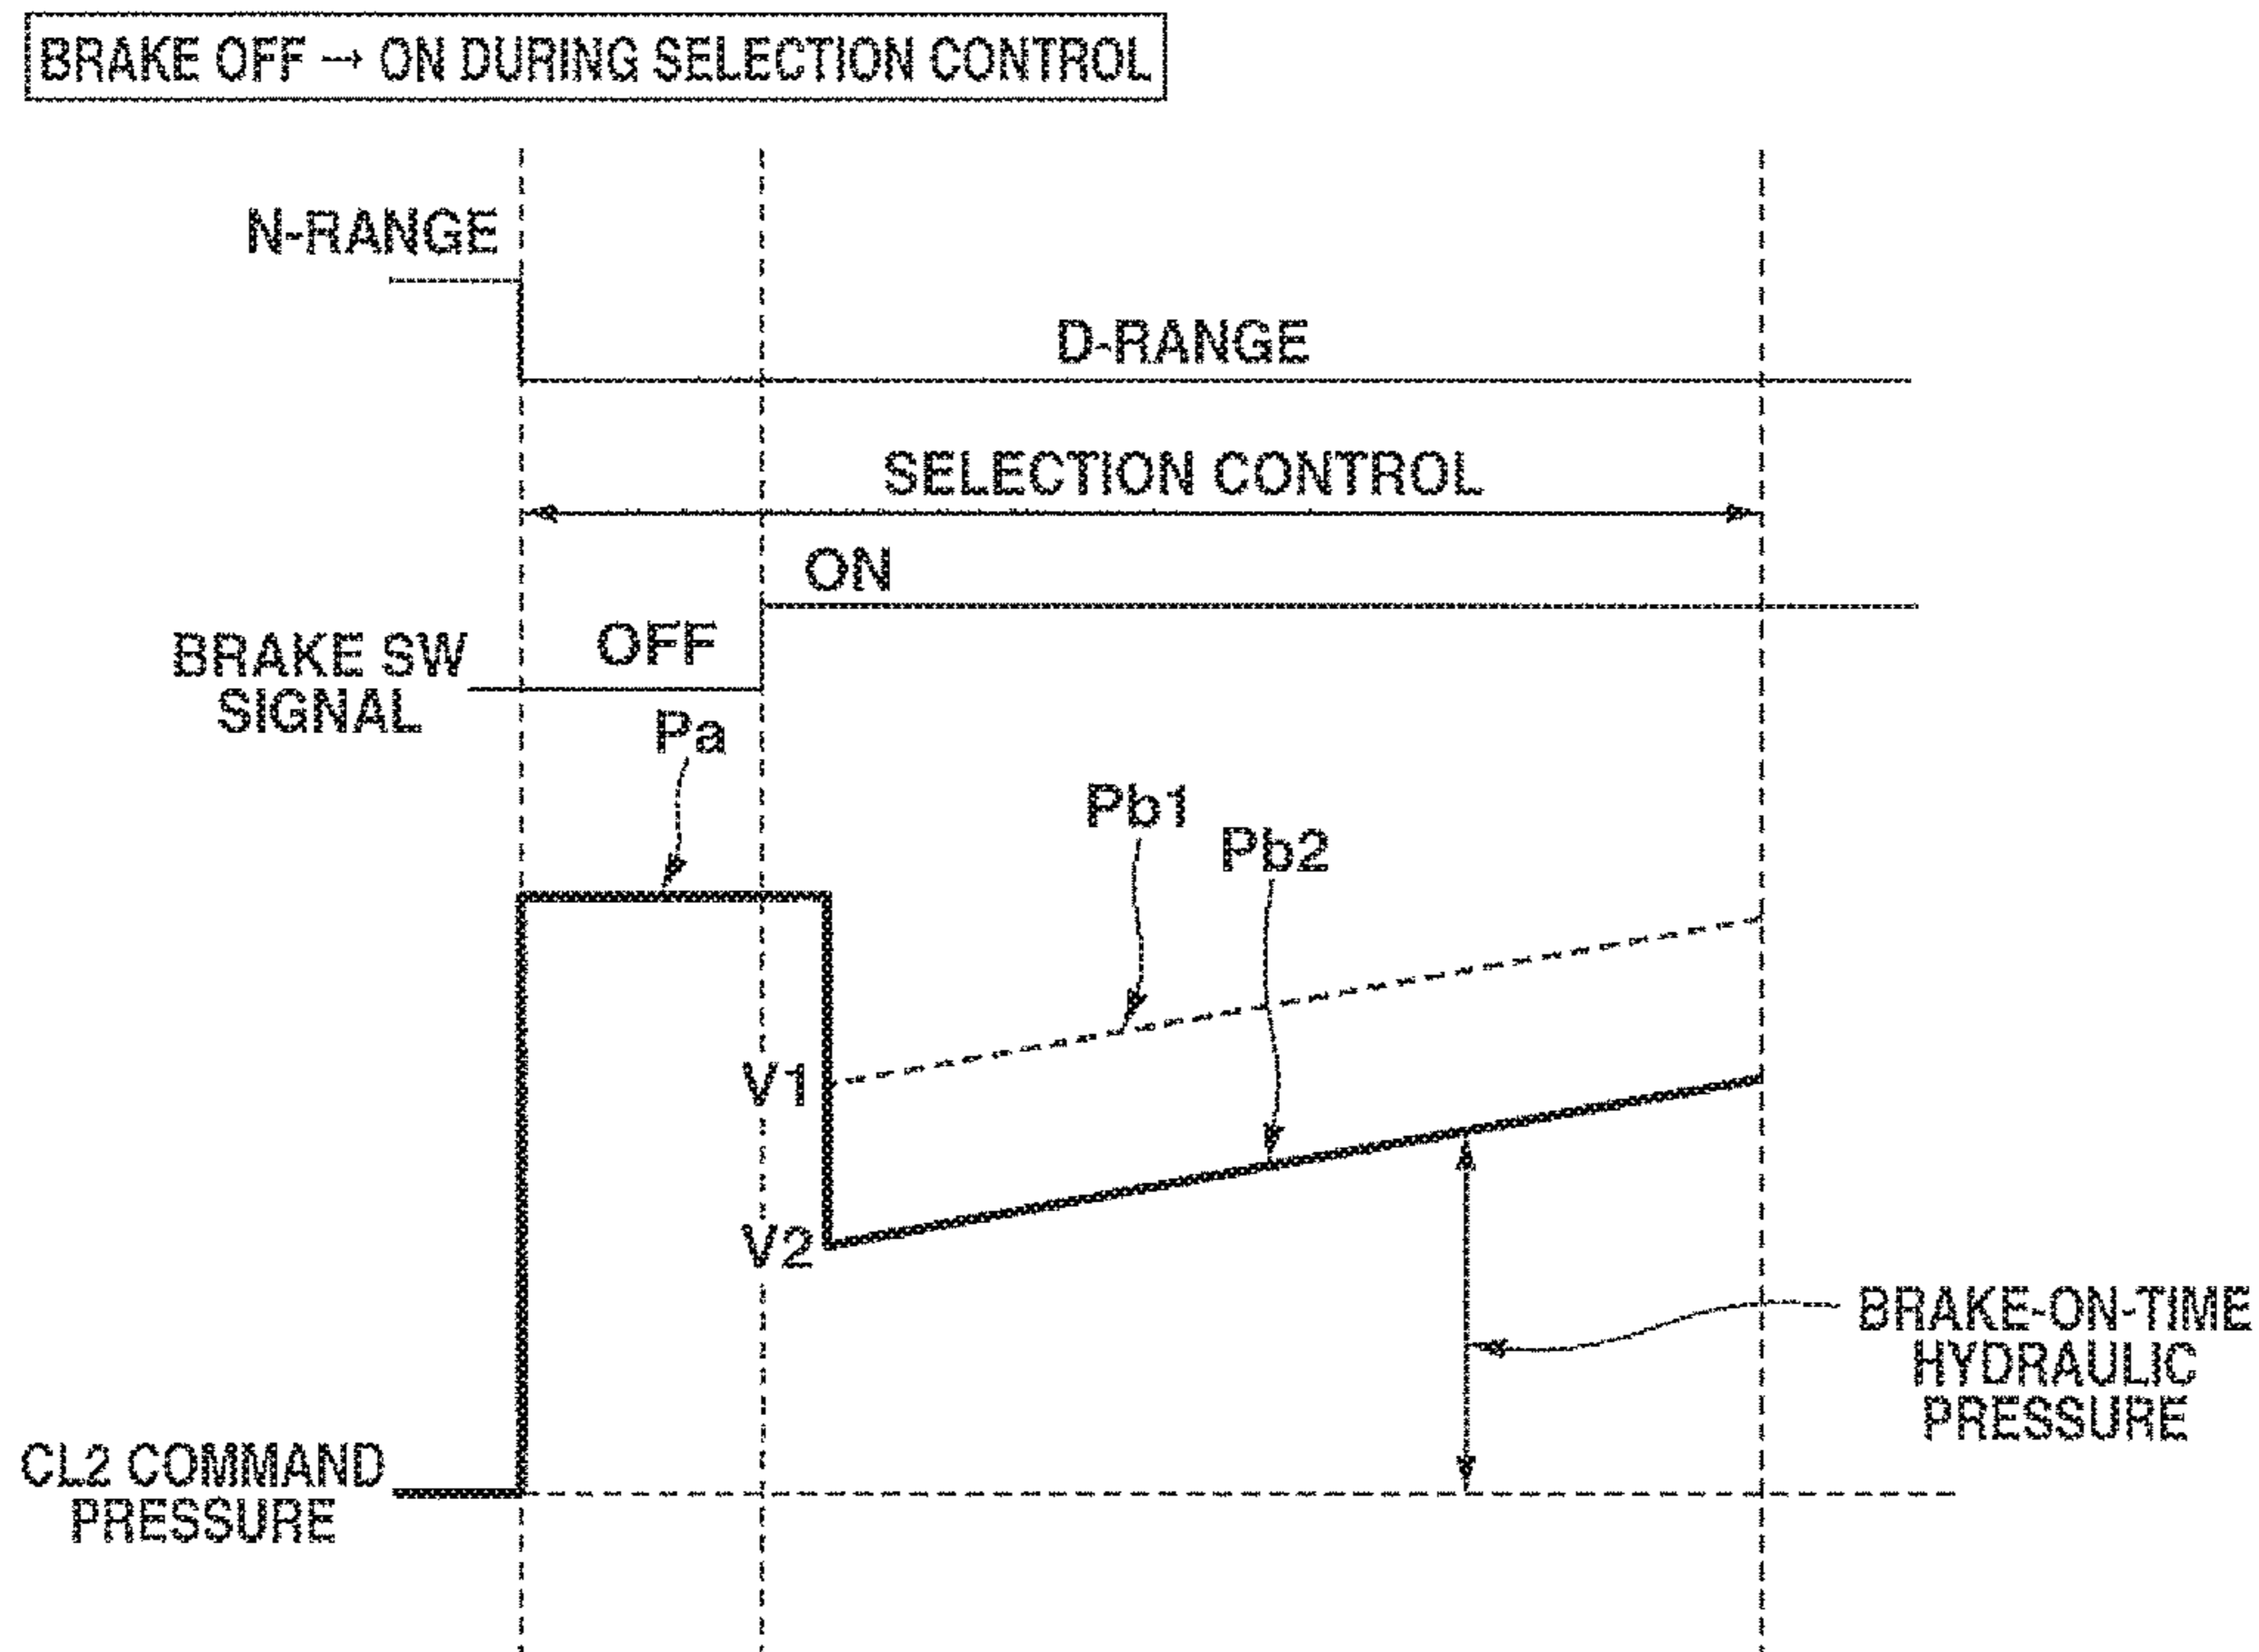 BRAKE OFF → ON DURING SELECTION CONTROL
N-RANGE
D-RANGE
SELECTION CONTROL
ON
OFF
BRAKE SW
SIGNAL
Pa
Pb1
Pb2
V1
V2
BRAKE-ON-TIME
HYDRAULIC
PRESSURE
CL2 COMMAND
PRESSURE